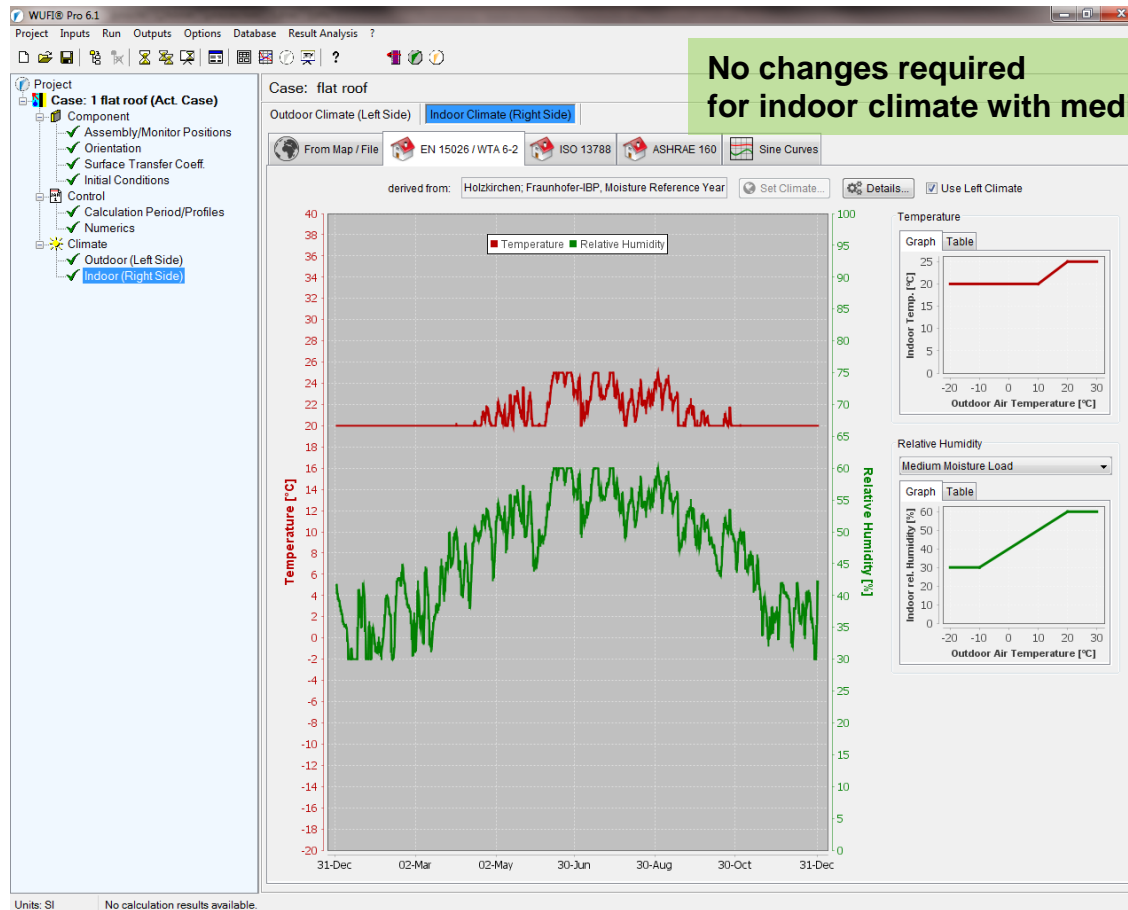 WUFI® Pro 6.1
Project Inputs Run Outputs Options Database Result Analysis ?
?
No changes required
for indoor climate with med
Project
Case: 1 flat roof (Act. Case)
Component
Assembly/Monitor Positions
Orientation
Surface Transfer Coeff.
Initial Conditions
Control
Calculation Period/Profiles
Numerics
Climate
Outdoor (Left Side)
Indoor (Right Side)
Case: flat roof
Outdoor Climate (Left Side) Indoor Climate (Right Side)
From Map / File EN 15026 / WTA 6-2 ISO 13788 ASHRAE 160 Sine Curves
derived from: Holzkirchen; Fraunhofer-IBP, Moisture Reference Year Set Climate... Details... Use Left Climate
Temperature Relative Humidity
Temperature [°C]
40
38
36
34
32
30
28
26
24
22
20
18
16
14
12
10
8
6
4
2
0
-2
-4
-6
-8
-10
-12
-14
-16
-18
-20
31-Dec 02-Mar 02-May 30-Jun 30-Aug 30-Oct 31-Dec
100
95
90
85
80
75
70
65
60
55
50
45
40
35
30
25
20
15
10
5
0
Relative Humidity [%]
Temperature
Graph Table
Indoor Temp. [°C]
25
20
15
10
5
0
-20 -10 0 10 20 30
Outdoor Air Temperature [°C]
Relative Humidity
Medium Moisture Load
Graph Table
Indoor rel. Humidity [%]
60
50
40
30
20
10
0
-20 -10 0 10 20 30
Outdoor Air Temperature [°C]
Units: SI No calculation results available.